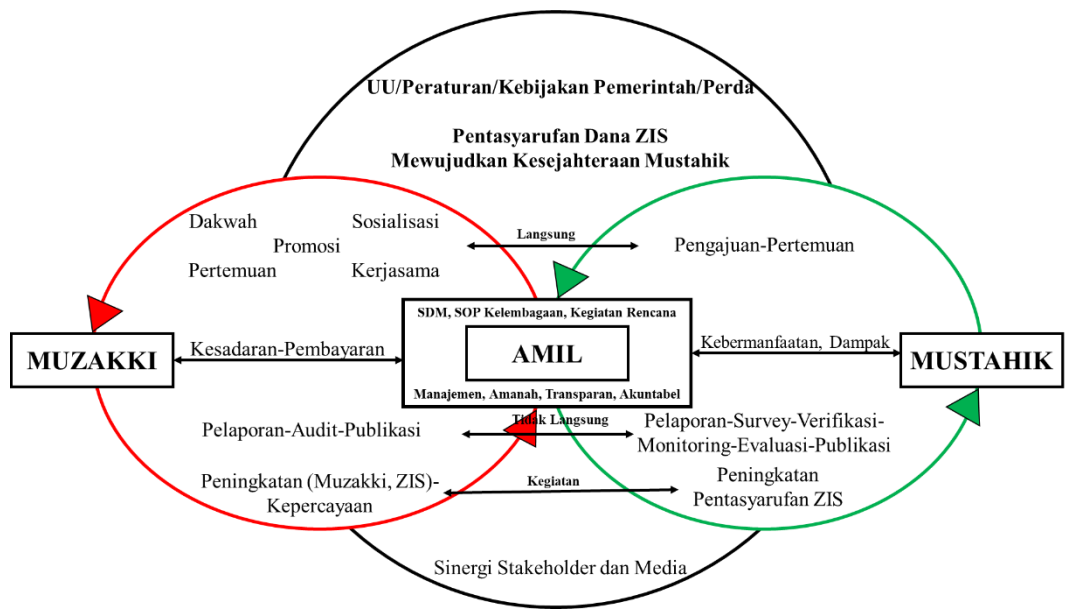 UU/Peraturan/Kebijakan Pemerintah/Perda
Pentasyarufan Dana ZIS
Mewujudkan Kesejahteraan Mustahik
Dakwah
Sosialisasi
Promosi
Pertemuan
Kerjasama
Langsung
Pengajuan-Pertemuan
SDM, SOP Kelembagaan, Kegiatan Rencana
MUZAKKI
Kesadaran-Pembayaran
AMIL
Kebermanfaatan, Dampak
MUSTAHIK
Manajemen, Amanah, Transparan, Akuntabel
Pelaporan-Audit-Publikasi
Tidak Langsung
Pelaporan-Survey-Verifikasi-
Monitoring-Evaluasi-Publikasi
Peningkatan (Muzakki, ZIS)-
Kepercayaan
Kegiatan
Peningkatan
Pentasyarufan ZIS
Sinergi Stakeholder dan Media